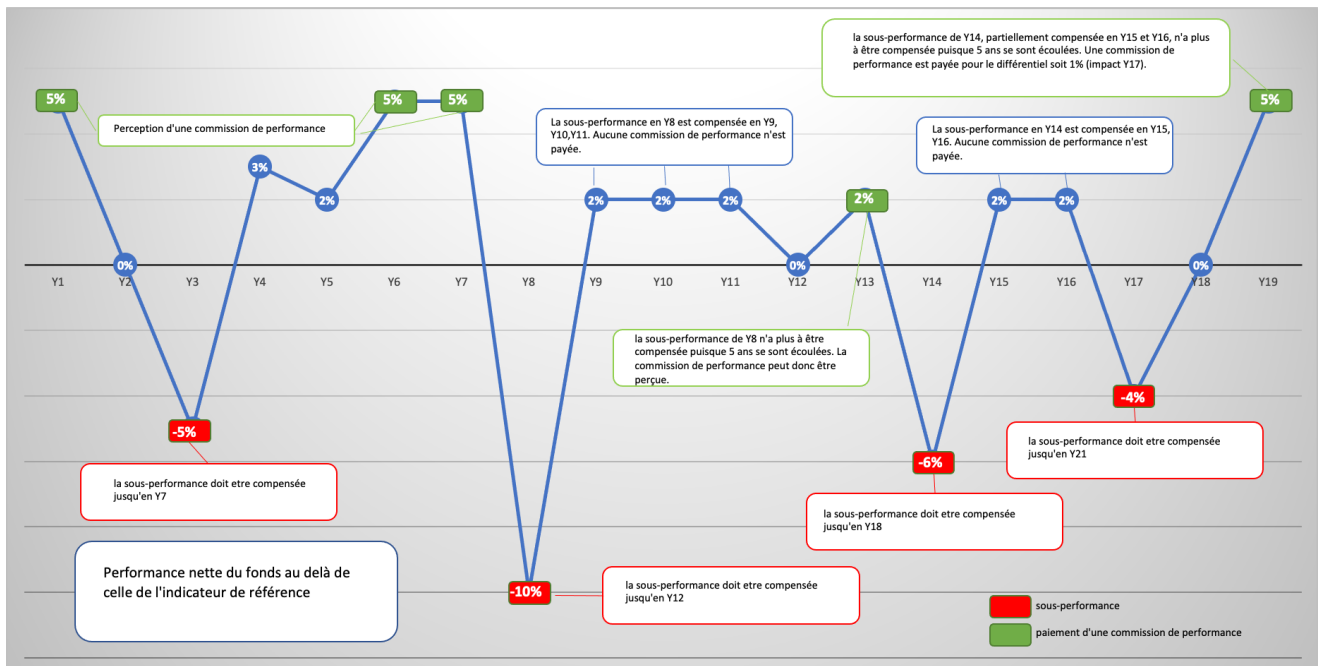 la sous-performance de Y14, partiellement compensée en Y15 et Y16, n'a plus
à être compensée puisque 5 ans se sont écoulées. Une commission de
performance est payée pour le différentiel soit 1% (impact Y17).
5%
5%
5%
5%
Perception d'une commission de performance
La sous-performance en Y8 est compensée en Y9,
Y10,Y11. Aucune commission de performance n'est
payée.
La sous-performance en Y14 est compensée en Y15,
Y16. Aucune commission de performance n'est
payée.
3%
2%
2%
2%
2%
2%
2%
2%
0%
0%
0%
Y1
Y2
Y3
Y4
Y5
Y6
Y7
Y8
Y9
Y10
Y11
Y12
Y13
Y14
Y15
Y16
Y17
Y18
Y19
la sous-performance de Y8 n'a plus à être
compensée puisque 5 ans se sont écoulées. La
commission de performance peut donc être
perçue.
-4%
-5%
-6%
la sous-performance doit etre compensée
jusqu'en Y21
la sous-performance doit etre compensée
jusqu'en Y7
la sous-performance doit etre compensée
jusqu'en Y18
Performance nette du fonds au delà de
celle de l'indicateur de référence
-10%
la sous-performance doit etre compensée
jusqu'en Y12
sous-performance
paiement d'une commission de performance